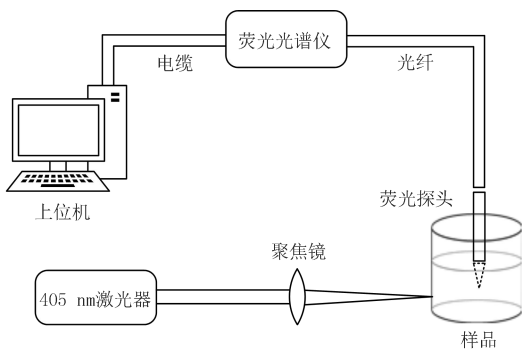 荧光光谱仪
电缆
光纤
上位机
荧光探头
聚焦镜
405 nm激光器
样品